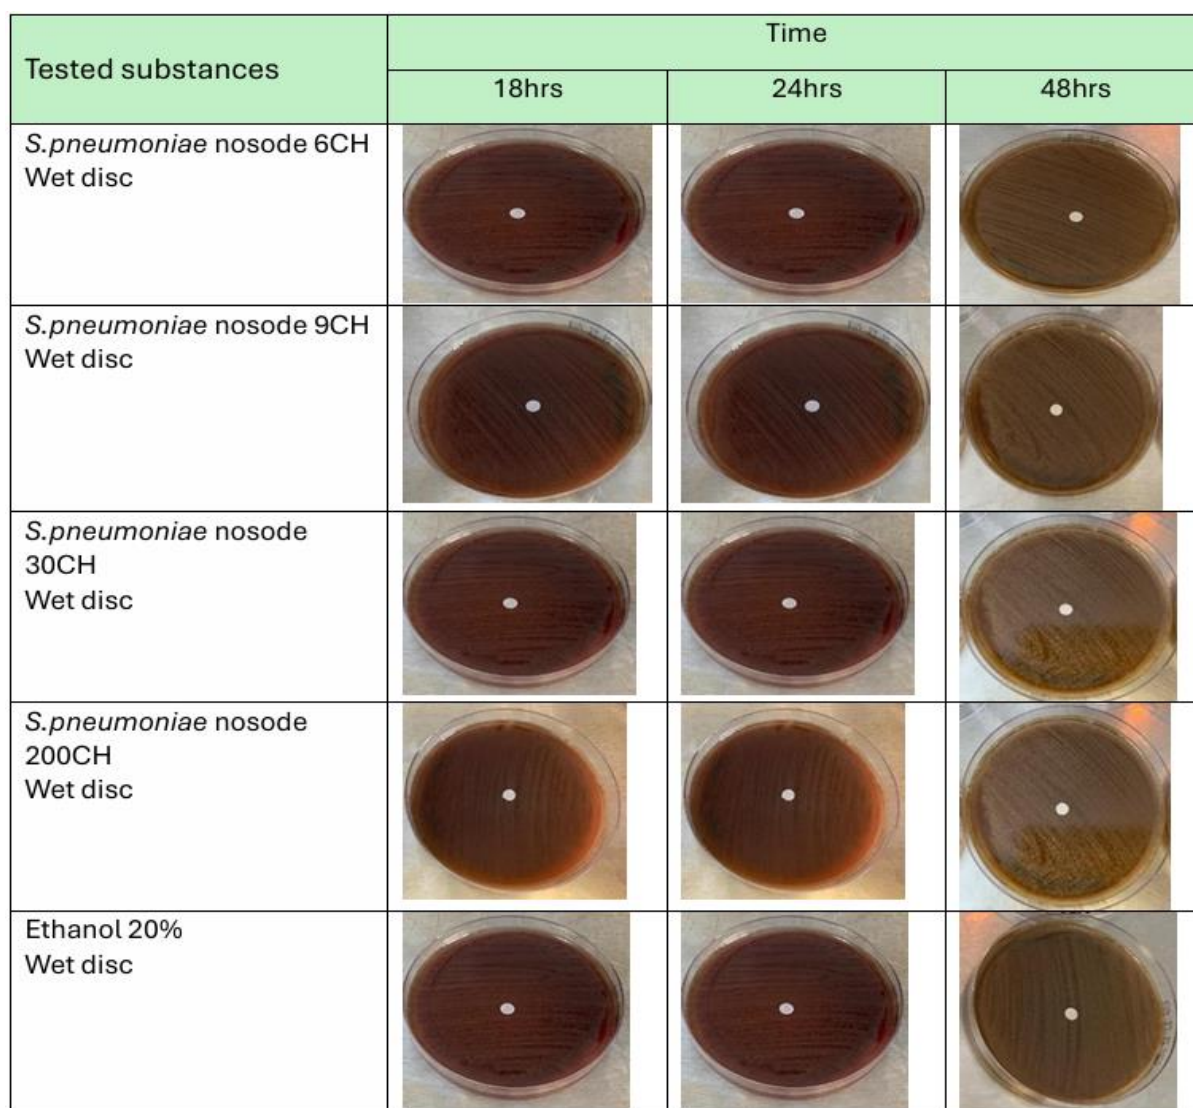 Tested substances
Time
18hrs
24hrs
48hrs
S.pneumoniae nosode 6CH
Wet disc
S.pneumoniae nosode 9CH
Wet disc
S.pneumoniae nosode
30CH
Wet disc
S.pneumoniae nosode
200CH
Wet disc
Ethanol 20%
Wet disc